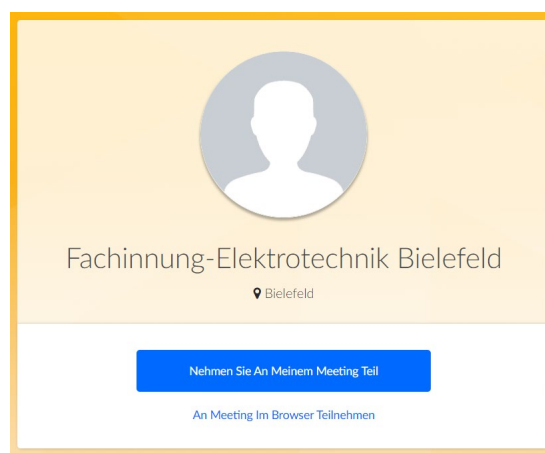 Fachinnung-Elektrotechnik Bielefeld
Bielefeld
Nehmen Sie An Meinem Meeting Teil
An Meeting Im Browser Teilnehmen